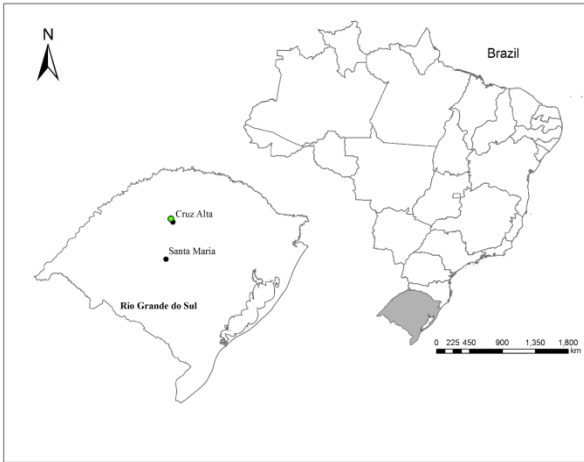 N
Brazil
Cruz Alta
Santa Maria
Rio Grande do Sul
0 225 450 900 1,350 1,800
km